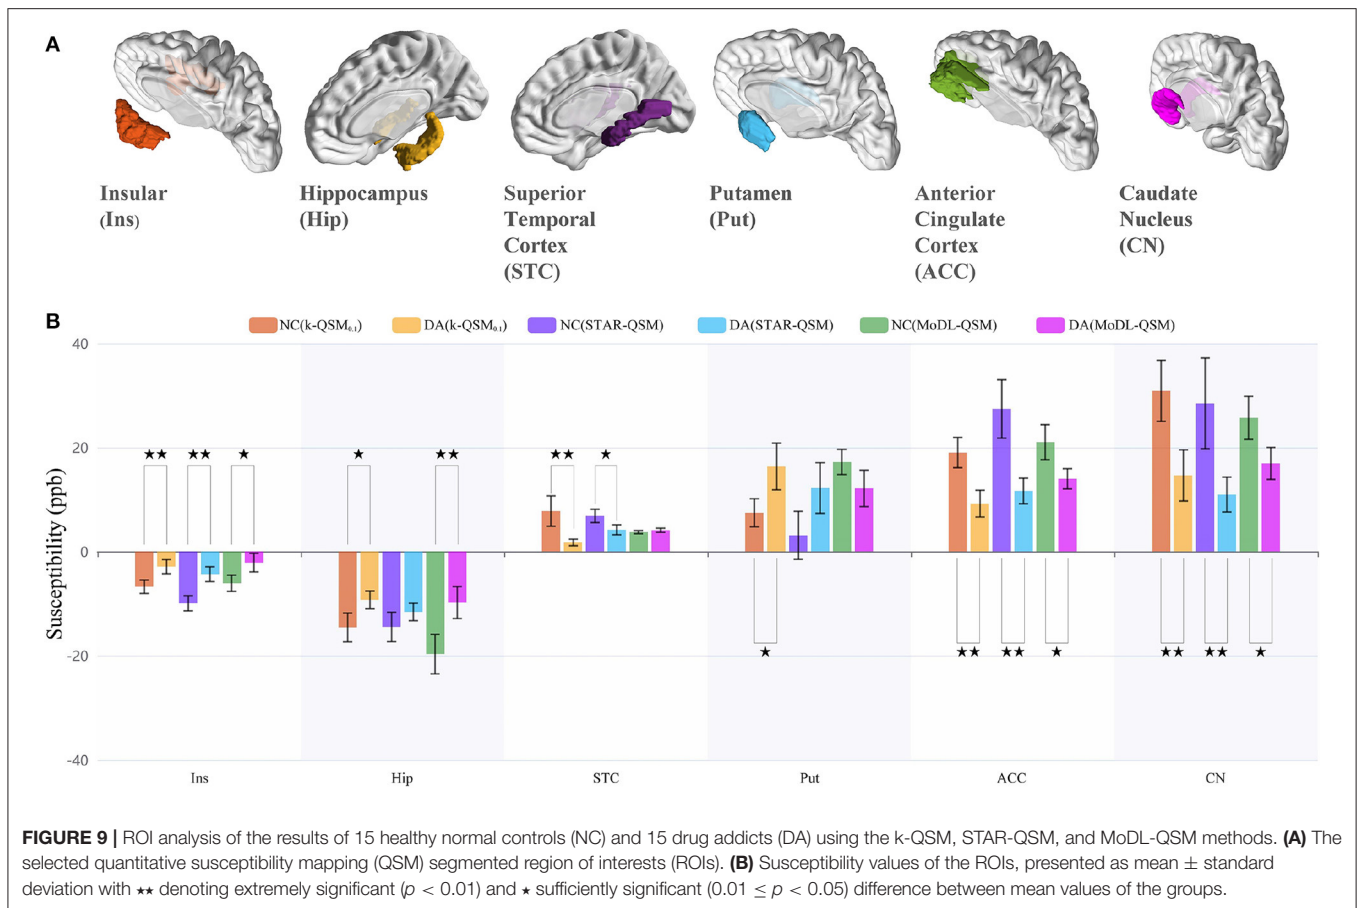 A
Insular
(Ins)
Hippocampus
(Hip)
Superior
Temporal
Cortex
(STC)
Putamen
(Put)
Anterior
Cingulate
Cortex
(ACC)
Caudate
Nucleus
(CN)
B
NC(k-QSM₀.₁) DA(k-QSM₀.₁) NC(STAR-QSM) DA(STAR-QSM) NC(MoDL-QSM) DA(MoDL-QSM)
Susceptibility (ppb)
40
20
0
-20
-40
★★ ★★ ★ ★ ★★ ★★ ★
★ ★★ ★★ ★ ★★ ★★ ★
Ins Hip STC Put ACC CN
FIGURE 9 | ROI analysis of the results of 15 healthy normal controls (NC) and 15 drug addicts (DA) using the k-QSM, STAR-QSM, and MoDL-QSM methods. (A) The
selected quantitative susceptibility mapping (QSM) segmented region of interests (ROIs). (B) Susceptibility values of the ROIs, presented as mean ± standard
deviation with ★★ denoting extremely significant (p < 0.01) and ★ sufficiently significant (0.01 ≤ p < 0.05) difference between mean values of the groups.